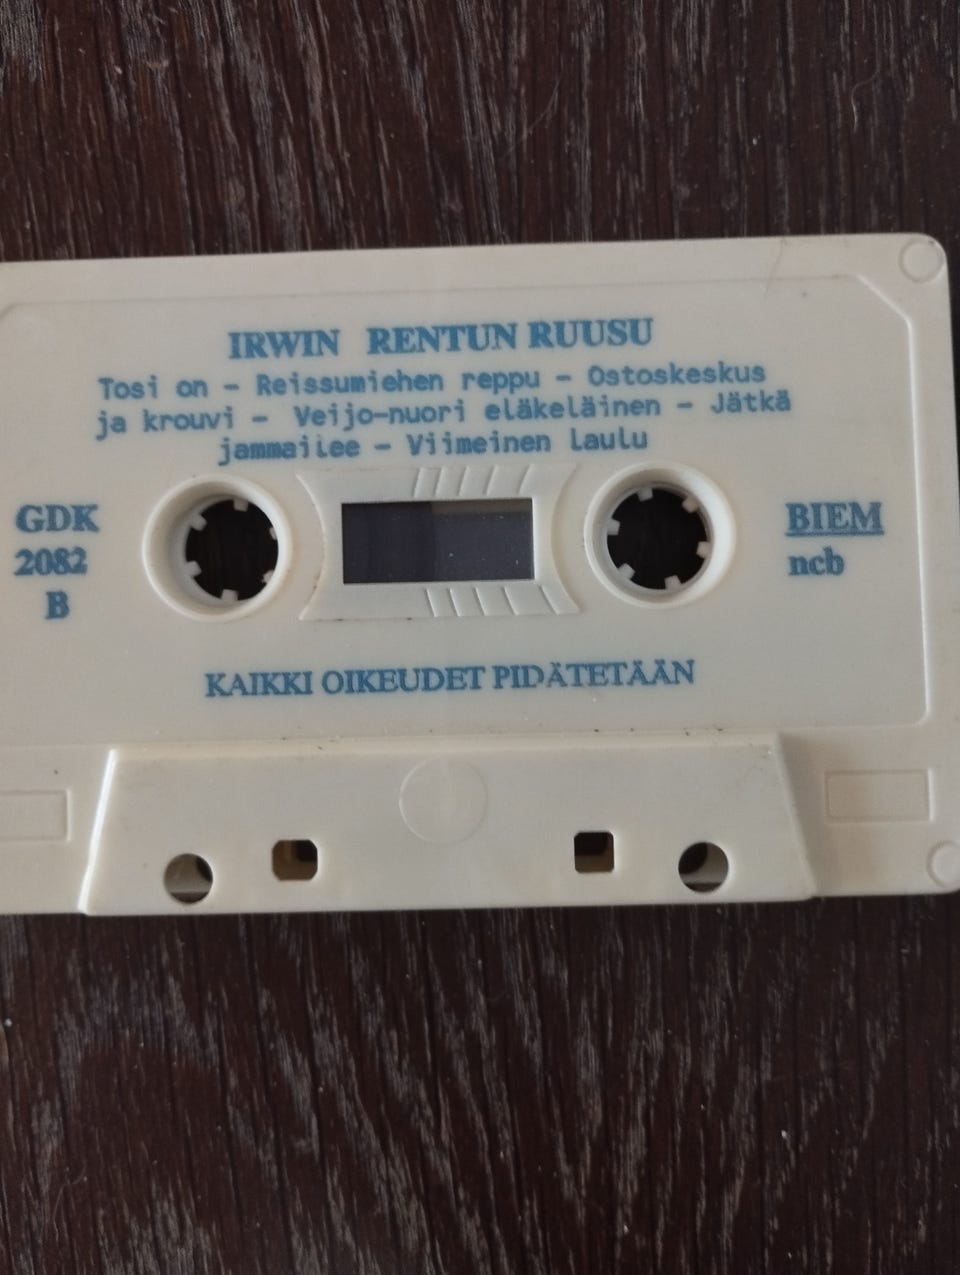 IRWIN RENTUN RUUSU
Tosi on - Reissumiehen reppu - Ostoskeskus
ja krouvi - Veijo-nuori eläkeläinen - Jätkä
jammailee - Viimeinen laulu
GDK
2082
B
BIEM
ncb
KAIKKI OIKEUDET PIDÄTETÄÄN